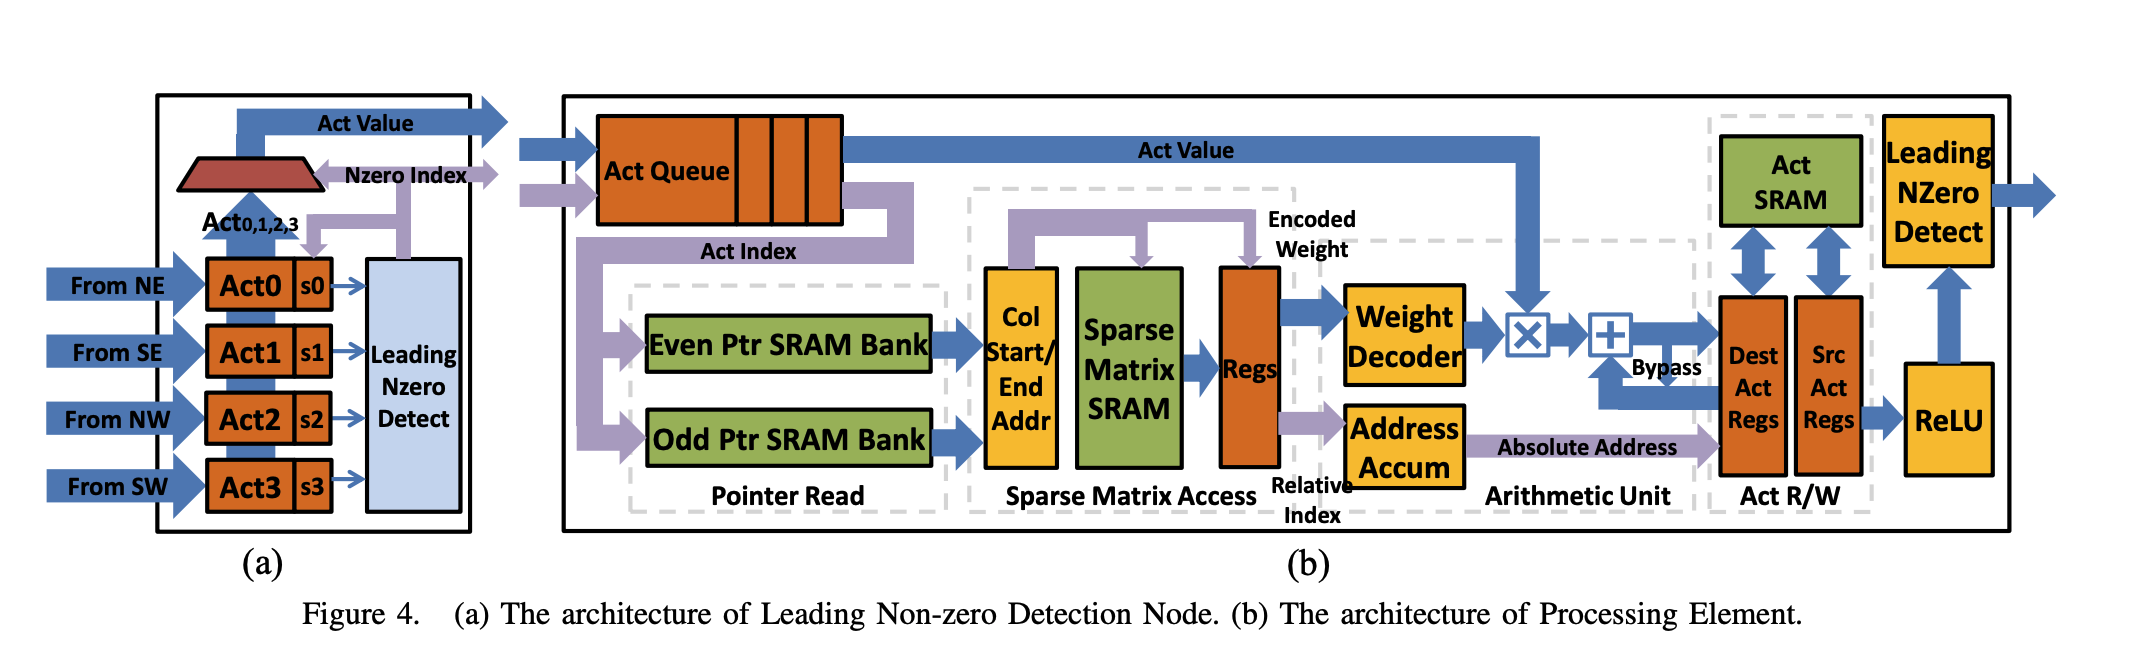 Act Value
Nzero Index
Act0,1,2,3
From NE
Act0
s0
From SE
Act1
s1
From NW
Act2
s2
From SW
Act3
s3
Leading
Nzero
Detect
(a)
Act Queue
Act Value
Act Index
Even Ptr SRAM Bank
Odd Ptr SRAM Bank
Pointer Read
Col
Start/
End
Addr
Sparse
Matrix
SRAM
Regs
Sparse Matrix Access
Encoded
Weight
Relative
Index
Weight
Decoder
Address
Accum
Bypass
Absolute Address
Arithmetic Unit
Act
SRAM
Dest
Act
Regs
Src
Act
Regs
Act R/W
Leading
NZero
Detect
ReLU
(b)
Figure 4. (a) The architecture of Leading Non-zero Detection Node. (b) The architecture of Processing Element.